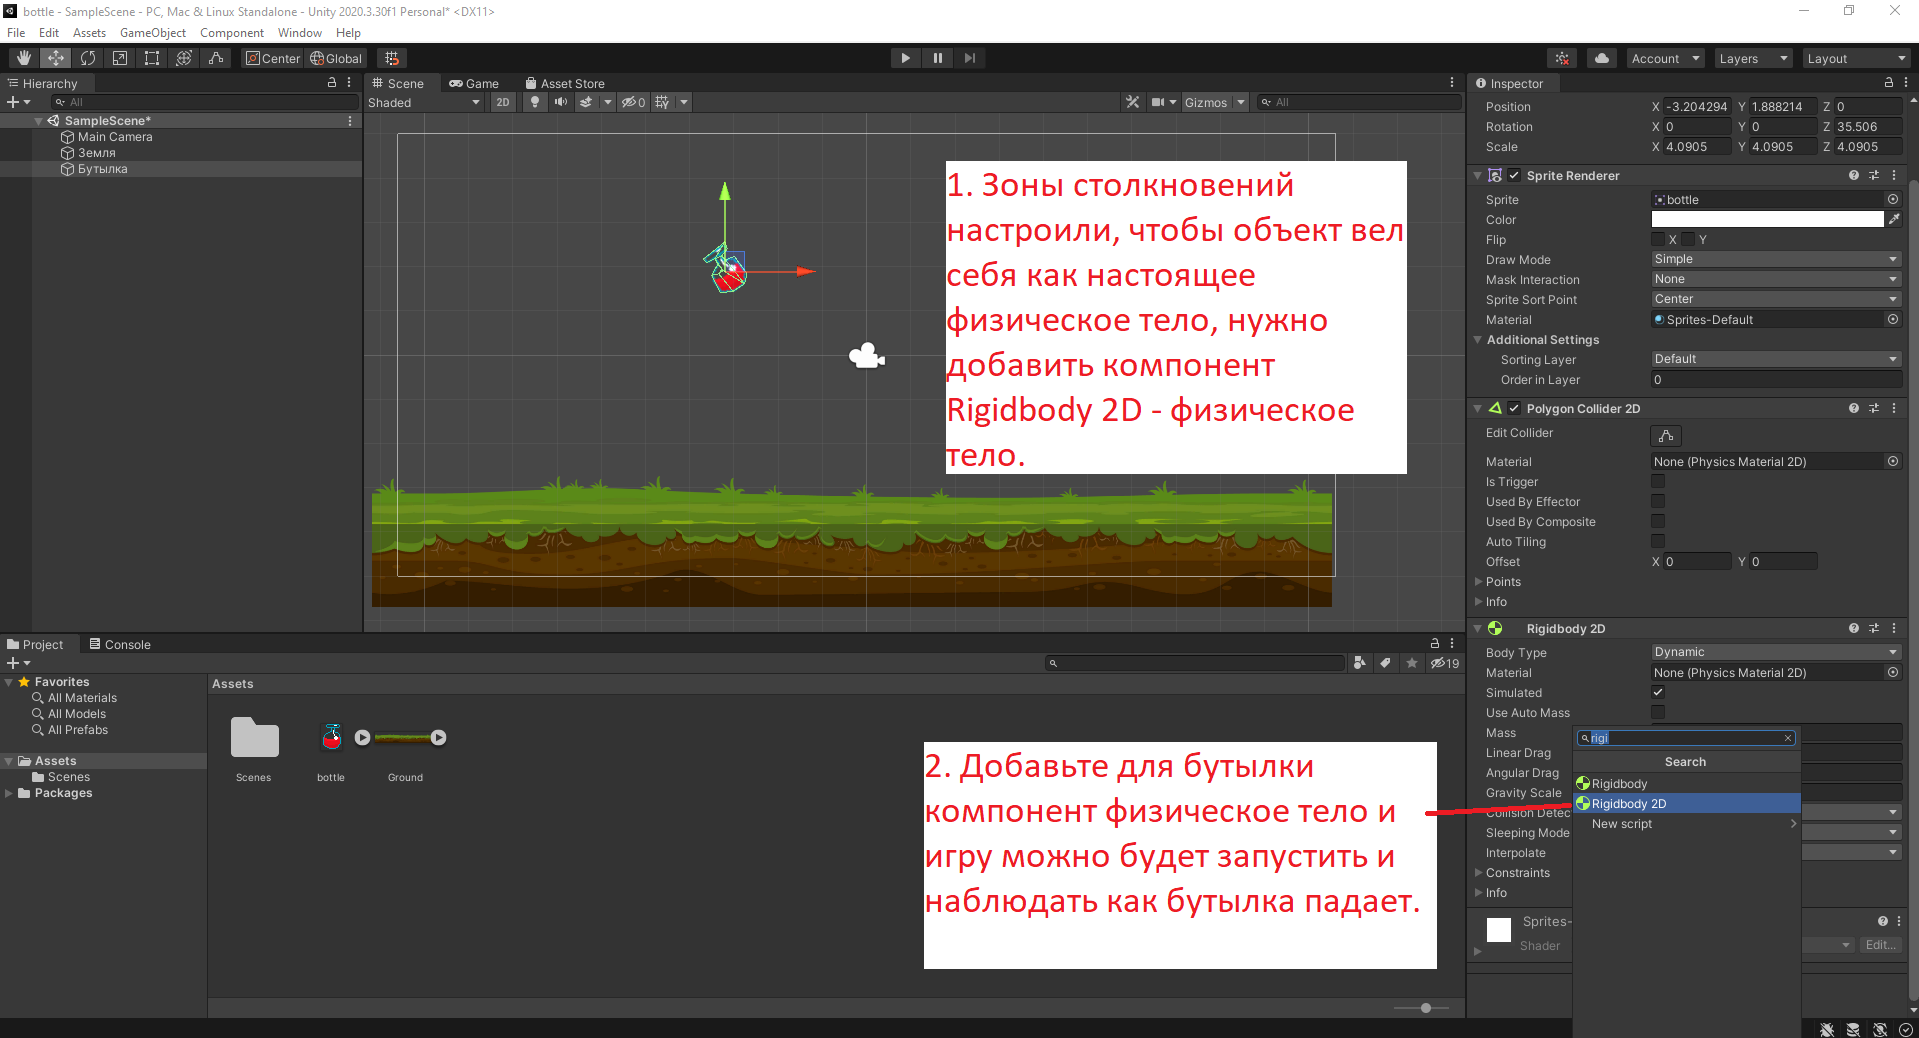 bottle - SampleScene - PC, Mac & Linux Standalone - Unity 2020.3.30f1 Personal* <DX11>
File Edit Assets GameObject Component Window Help
Center Global Account Layers Layout
Hierarchy
All
SampleScene*
Main Camera
Земля
Бутылка
Scene Game Asset Store
Shaded 2D 0 Gizmos All
1. Зоны столкновений
настроили, чтобы объект вел
себя как настоящее
физическое тело, нужно
добавить компонент
Rigidbody 2D - физическое
тело.
Inspector
Position X -3.204294 Y 1.888214 Z 0
Rotation X 0 Y 0 Z 35.506
Scale X 4.0905 Y 4.0905 Z 4.0905
Sprite Renderer
Sprite bottle
Color
Flip X Y
Draw Mode Simple
Mask Interaction None
Sprite Sort Point Center
Material Sprites-Default
Additional Settings
Sorting Layer Default
Order in Layer 0
Polygon Collider 2D
Edit Collider
Material None (Physics Material 2D)
Is Trigger
Used By Effector
Used By Composite
Auto Tiling
Offset X 0 Y 0
Points
Info
Rigidbody 2D
Body Type Dynamic
Material None (Physics Material 2D)
Simulated
Use Auto Mass
Mass
Linear Drag
Angular Drag
Gravity Scale
Collision Detec
Sleeping Mode
Interpolate
Constraints
Info
Sprites-
Shader Edit...
rigi
Search
Rigidbody
Rigidbody 2D
New script
Project Console
19
Favorites
All Materials
All Models
All Prefabs
Assets
Scenes
Packages
Assets
Scenes bottle Ground
2. Добавьте для бутылки
компонент физическое тело и
игру можно будет запустить и
наблюдать как бутылка падает.